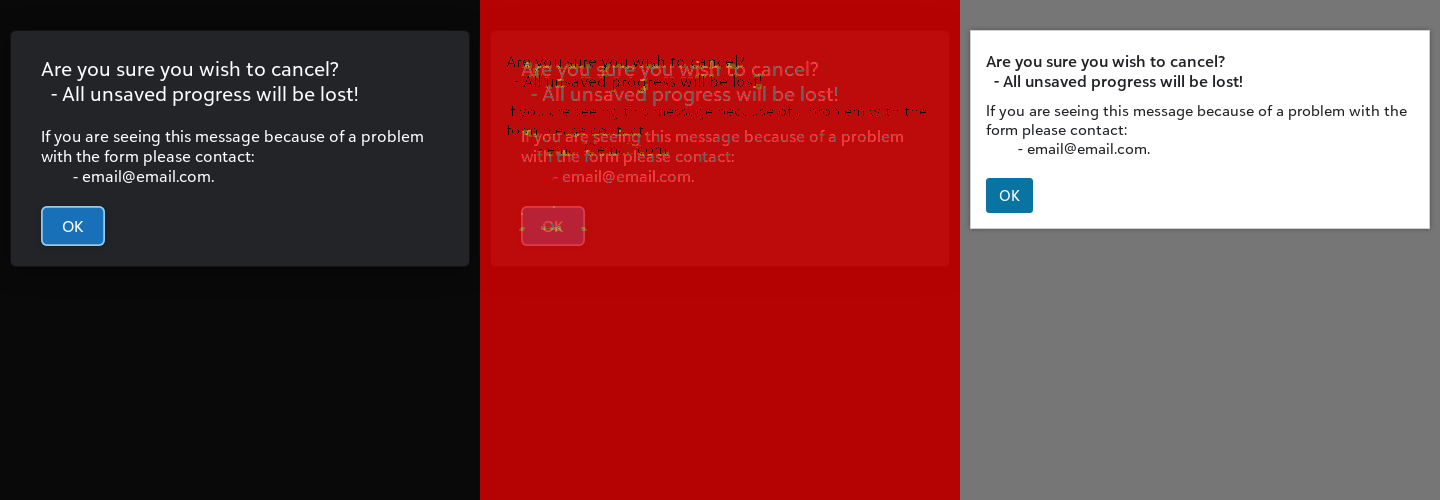 Are you sure you wish to cancel?
- All unsaved progress will be lost!
If you are seeing this message because of a problem
with the form please contact:
- email@email.com.
OK
Are you sure you wish to cancel?
- All unsaved progress will be lost!
If you are seeing this message because of a problem
with the form please contact:
- email@email.com.
OK
Are you sure you wish to cancel?
- All unsaved progress will be lost!
If you are seeing this message because of a problem with the
form please contact:
- email@email.com.
OK